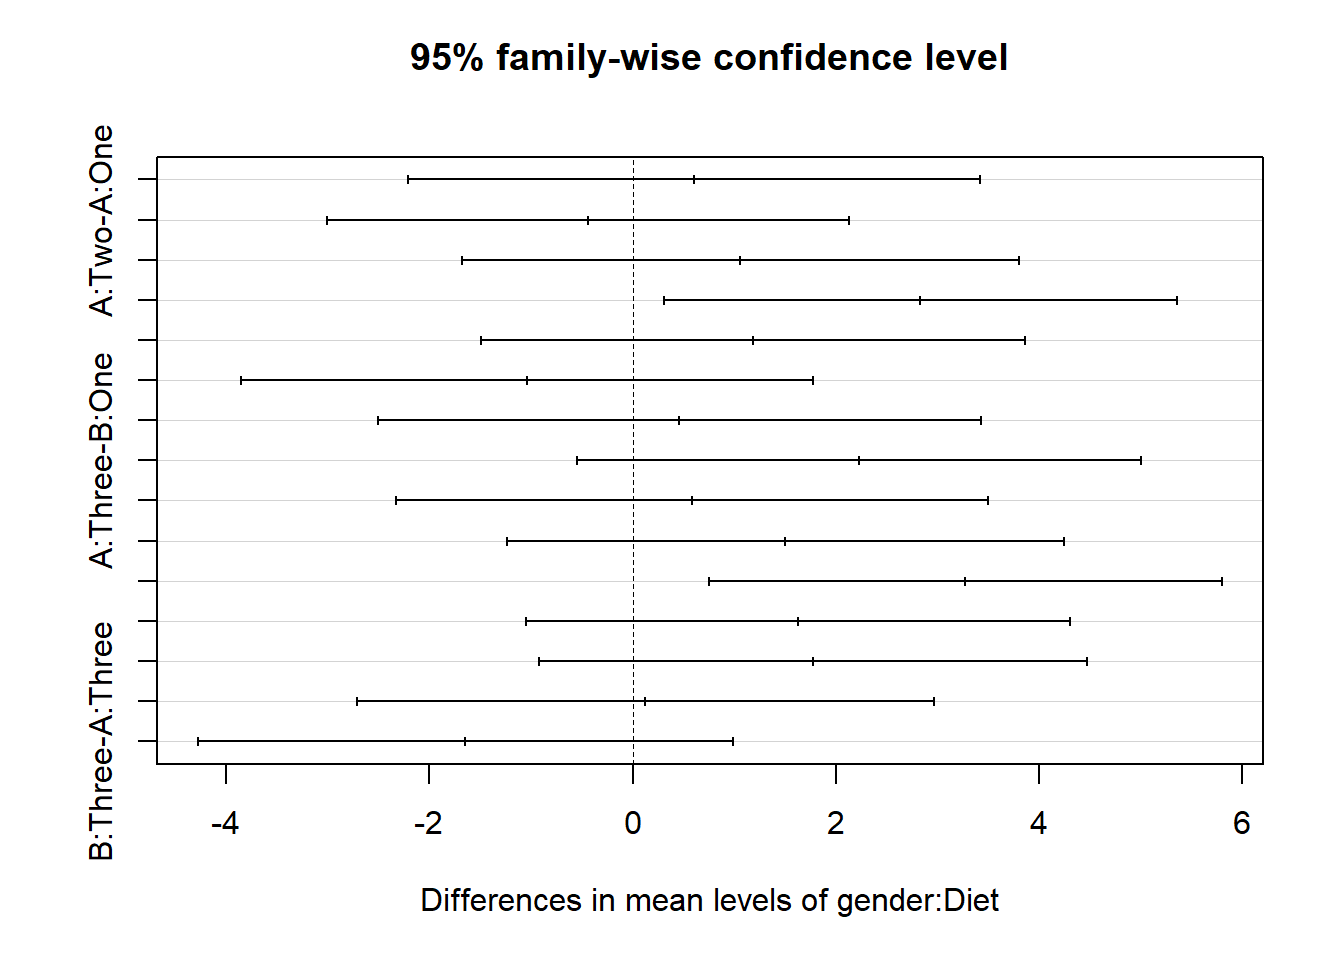 95% family-wise confidence level
A:Two-A:One
A:Three-B:One
B:Three-A:Three
-4 -2 0 2 4 6
Differences in mean levels of gender:Diet